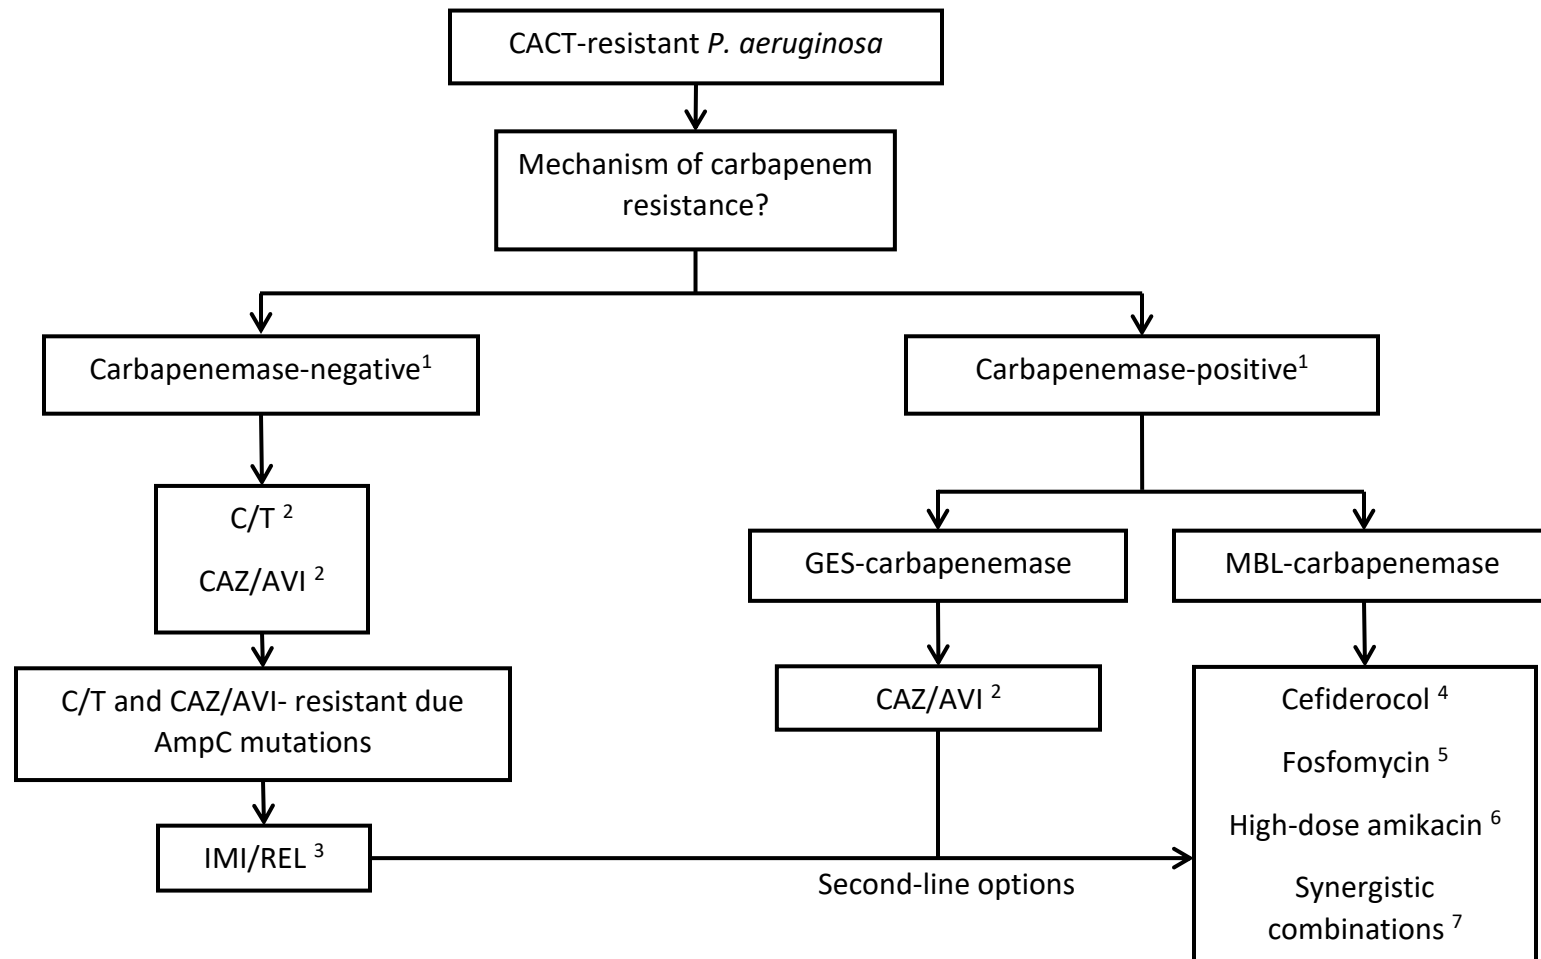 CACT-resistant P. aeruginosa
Mechanism of carbapenem
resistance?
Carbapenemase-negative¹
Carbapenemase-positive¹
C/T ²
CAZ/AVI ²
GES-carbapenemase
MBL-carbapenemase
C/T and CAZ/AVI- resistant due
AmpC mutations
CAZ/AVI ²
Cefiderocol ⁴
Fosfomycin ⁵
High-dose amikacin ⁶
Synergistic
combinations ⁷
IMI/REL ³
Second-line options